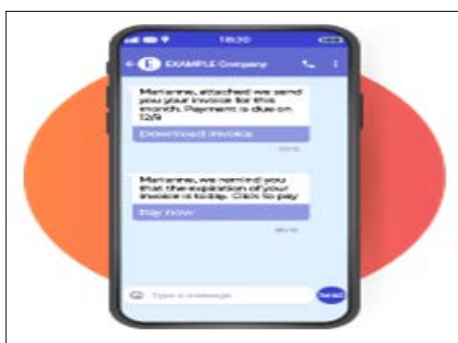 18:30
EXAMPLE Company
Marianne, attached we send
you your invoice for this
month. Payment is due on
12/9
Download invoice
Marianne, we remind you
that the expiration of your
invoice is today. Click to pay
Pay now
Type a message
Send